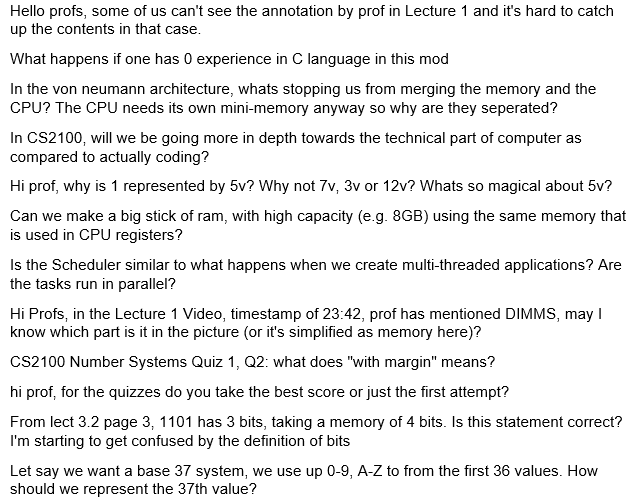 Hello profs, some of us can't see the annotation by prof in Lecture 1 and it's hard to catch
up the contents in that case.
What happens if one has 0 experience in C language in this mod
In the von neumann architecture, whats stopping us from merging the memory and the
CPU? The CPU needs its own mini-memory anyway so why are they seperated?
In CS2100, will we be going more in depth towards the technical part of computer as
compared to actually coding?
Hi prof, why is 1 represented by 5v? Why not 7v, 3v or 12v? Whats so magical about 5v?
Can we make a big stick of ram, with high capacity (e.g. 8GB) using the same memory that
is used in CPU registers?
Is the Scheduler similar to what happens when we create multi-threaded applications? Are
the tasks run in parallel?
Hi Profs, in the Lecture 1 Video, timestamp of 23:42, prof has mentioned DIMMS, may I
know which part is it in the picture (or it's simplified as memory here)?
CS2100 Number Systems Quiz 1, Q2: what does "with margin" means?
hi prof, for the quizzes do you take the best score or just the first attempt?
From lect 3.2 page 3, 1101 has 3 bits, taking a memory of 4 bits. Is this statement correct?
I'm starting to get confused by the definition of bits
Let say we want a base 37 system, we use up 0-9, A-Z to from the first 36 values. How
should we represent the 37th value?